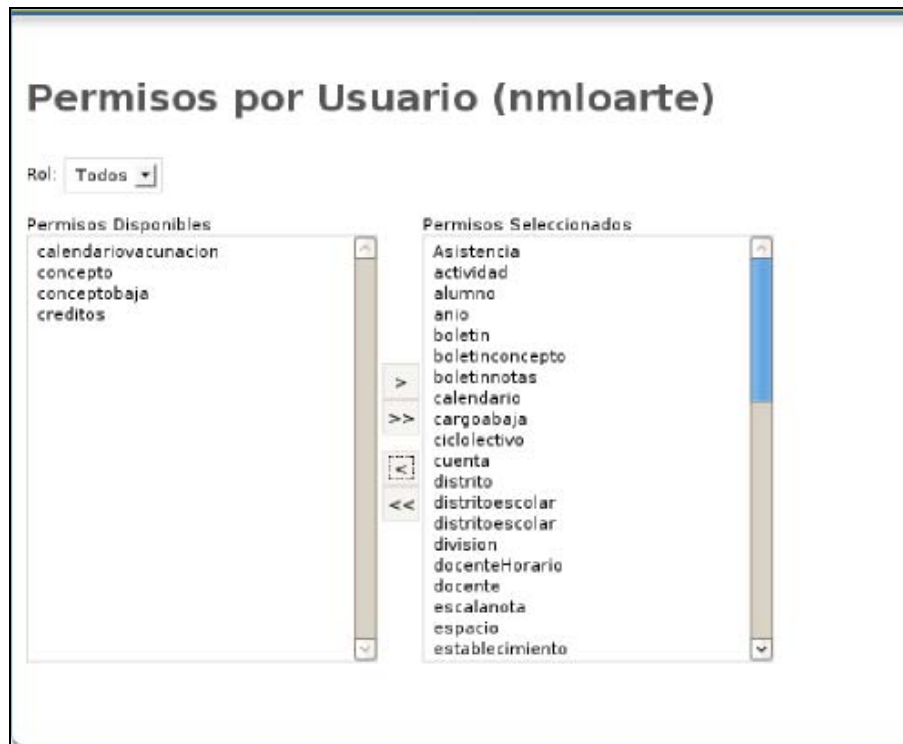 Permisos por Usuario (nmloarte)
Rol: Todos
Permisos Disponibles
calendariovacunacion
concepto
conceptobaja
creditos
>
>>
<
<<
Permisos Seleccionados
Asistencia
actividad
alumno
anio
boletin
boletinconcepto
boletinnotas
calendario
cargoabaja
ciclolectivo
cuenta
distrito
distritoescolar
distritoescolar
division
docenteHorario
docente
escalanota
espacio
establecimiento